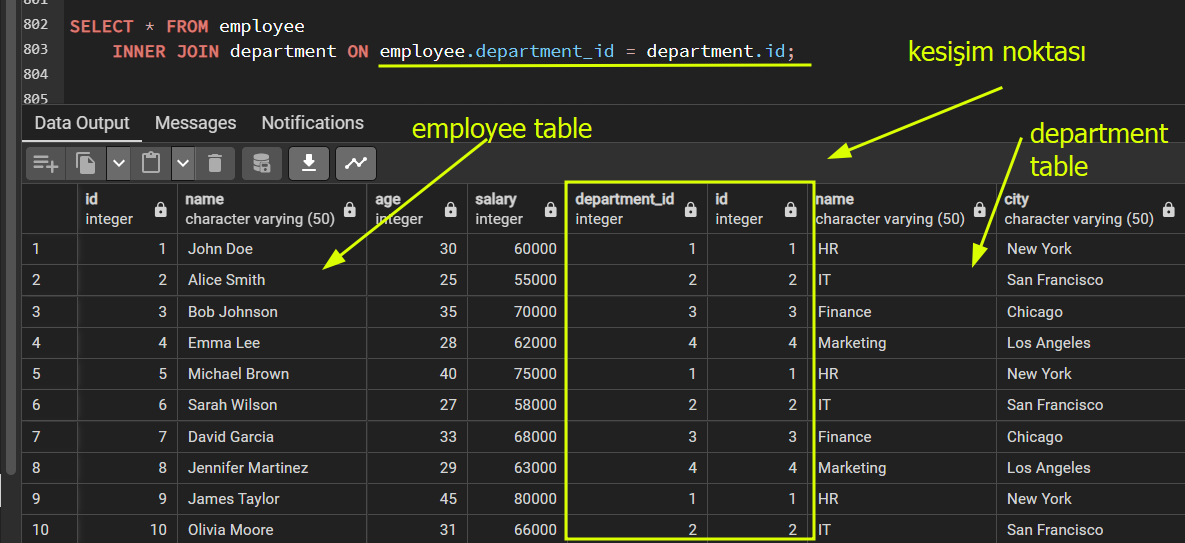 801
802 SELECT * FROM employee
803 INNER JOIN department ON employee.department_id = department.id;
804
805
kesişim noktası
employee table
department
table
Data Output Messages Notifications
id name age salary department_id id name city
integer character varying (50) integer integer integer integer character varying (50) character varying (50)
1 1 John Doe 30 60000 1 1 HR New York
2 2 Alice Smith 25 55000 2 2 IT San Francisco
3 3 Bob Johnson 35 70000 3 3 Finance Chicago
4 4 Emma Lee 28 62000 4 4 Marketing Los Angeles
5 5 Michael Brown 40 75000 1 1 HR New York
6 6 Sarah Wilson 27 58000 2 2 IT San Francisco
7 7 David Garcia 33 68000 3 3 Finance Chicago
8 8 Jennifer Martinez 29 63000 4 4 Marketing Los Angeles
9 9 James Taylor 45 80000 1 1 HR New York
10 10 Olivia Moore 31 66000 2 2 IT San Francisco